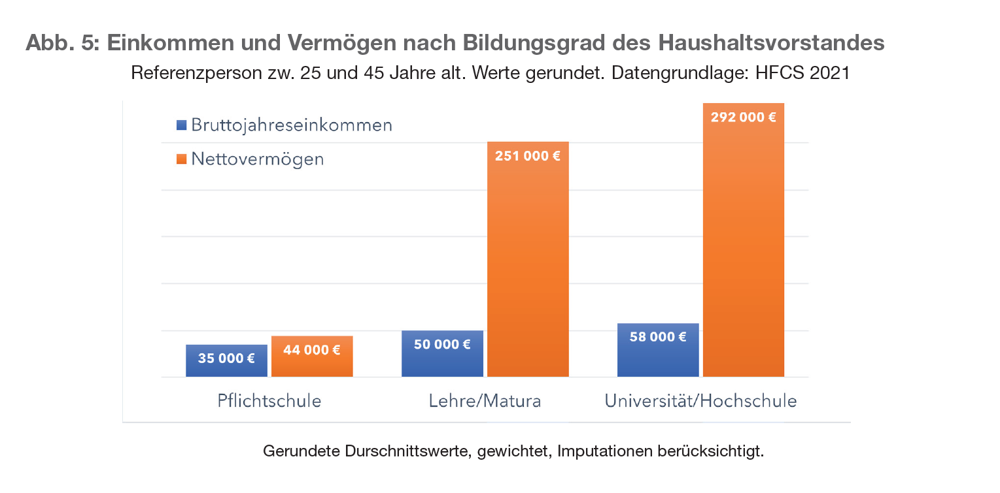 Abb. 5: Einkommen und Vermögen nach Bildungsgrad des Haushaltsvorstandes
Referenzperson zw. 25 und 45 Jahre alt. Werte gerundet. Datengrundlage: HFCS 2021
Bruttojahreseinkommen
Nettovermögen
35 000 €
44 000 €
50 000 €
251 000 €
58 000 €
292 000 €
Pflichtschule
Lehre/Matura
Universität/Hochschule
Gerundete Durschnittswerte, gewichtet, Imputationen berücksichtigt.